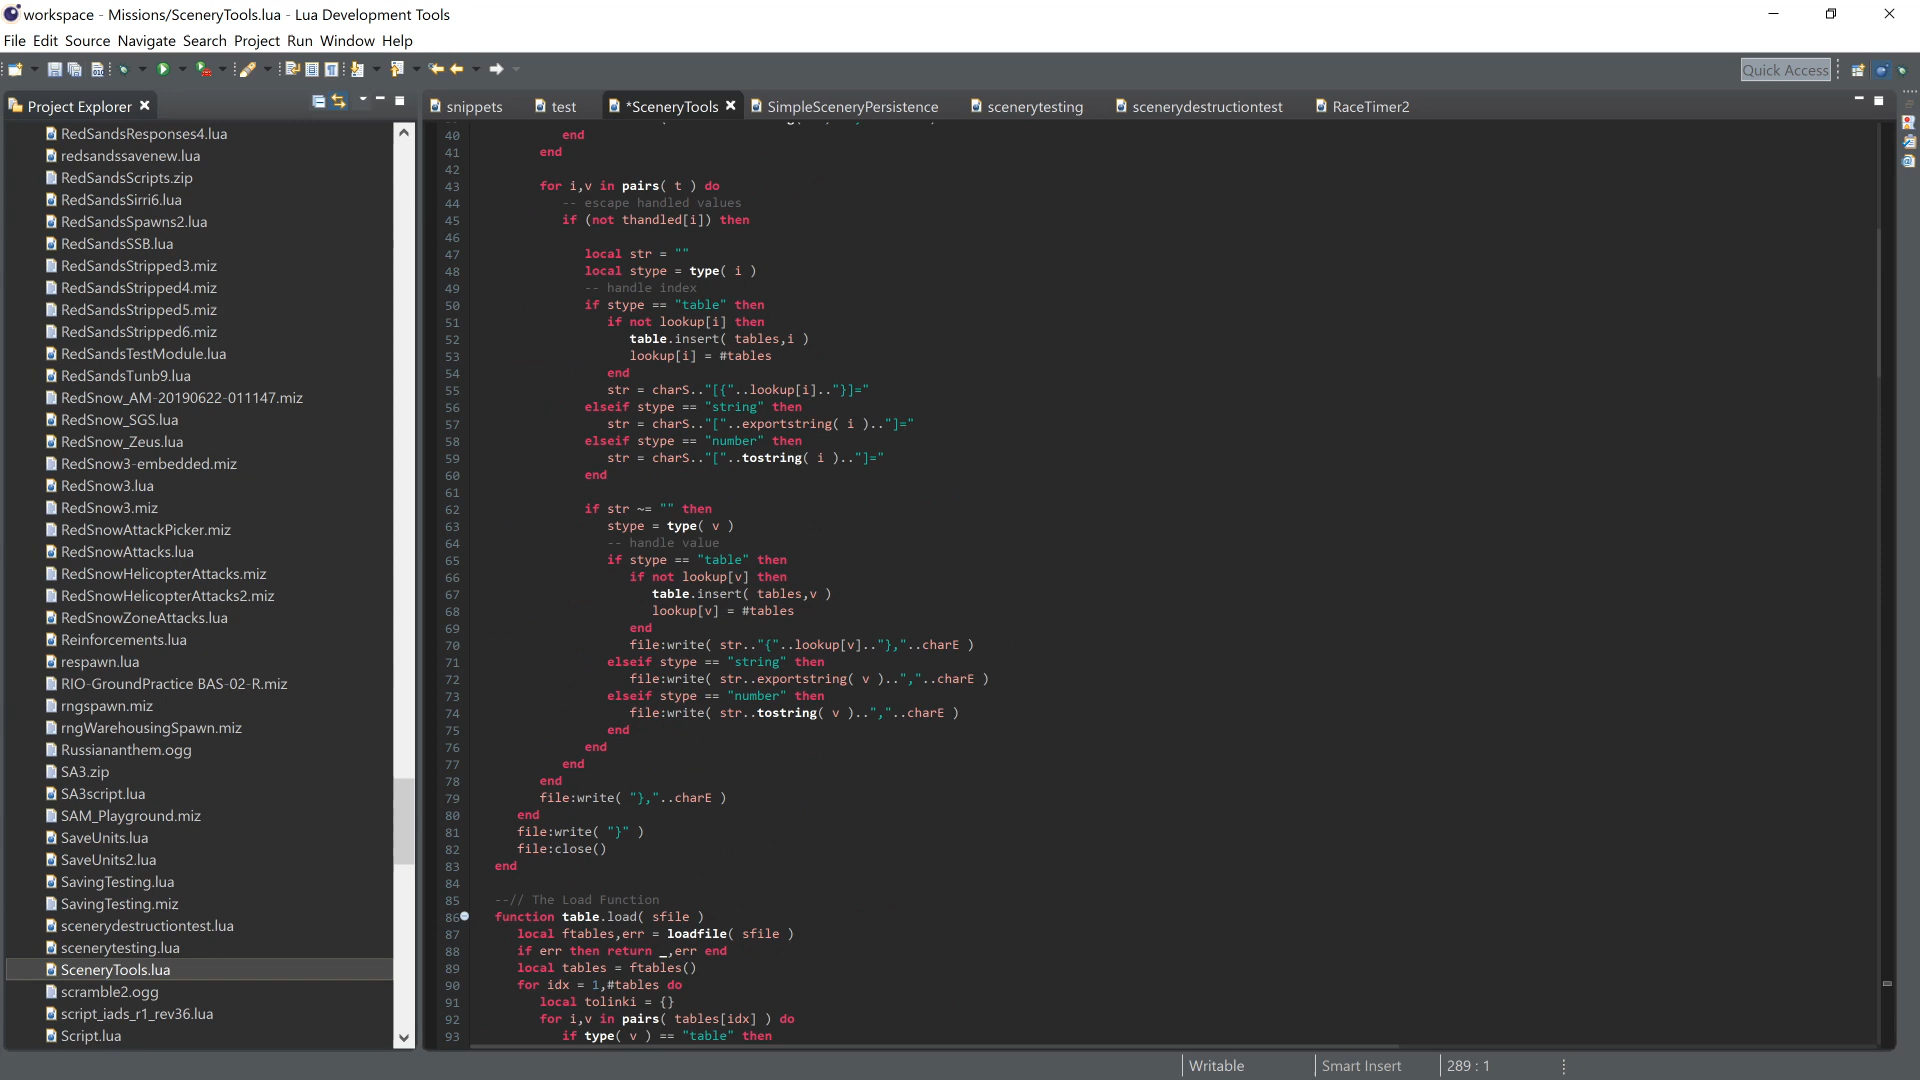 workspace - Missions/SceneryTools.lua - Lua Development Tools
File Edit Source Navigate Search Project Run Window Help
Quick Access
Project Explorer
snippets
test
*SceneryTools
SimpleSceneryPersistence
scenerytesting
scenerydestructiontest
RaceTimer2
RedSandsResponses4.lua
redsandssavenew.lua
RedSandsScripts.zip
RedSandsSirri6.lua
RedSandsSpawns2.lua
RedSandsSSB.lua
RedSandsStripped3.miz
RedSandsStripped4.miz
RedSandsStripped5.miz
RedSandsStripped6.miz
RedSandsTestModule.lua
RedSandsTunb9.lua
RedSnow_AM-20190622-011147.miz
RedSnow_SGS.lua
RedSnow_Zeus.lua
RedSnow3-embedded.miz
RedSnow3.lua
RedSnow3.miz
RedSnowAttackPicker.miz
RedSnowAttacks.lua
RedSnowHelicopterAttacks.miz
RedSnowHelicopterAttacks2.miz
RedSnowZoneAttacks.lua
Reinforcements.lua
respawn.lua
RIO-GroundPractice BAS-02-R.miz
rngspawn.miz
rngWarehousingSpawn.miz
Russiananthem.ogg
SA3.zip
SA3script.lua
SAM_Playground.miz
SaveUnits.lua
SaveUnits2.lua
SavingTesting.lua
SavingTesting.miz
scenerydestructiontest.lua
scenerytesting.lua
SceneryTools.lua
scramble2.ogg
script_iads_r1_rev36.lua
Script.lua
40 end
41 end
42
43 for i,v in pairs( t ) do
44 -- escape handled values
45 if (not thandled[i]) then
46
47 local str = ""
48 local stype = type( i )
49 -- handle index
50 if stype == "table" then
51 if not lookup[i] then
52 table.insert( tables,i )
53 lookup[i] = #tables
54 end
55 str = charS.."[{"..lookup[i].."}]="
56 elseif stype == "string" then
57 str = charS.."["..exportstring( i ).."]="
58 elseif stype == "number" then
59 str = charS.."["..tostring( i ).."]="
60 end
61
62 if str ~= "" then
63 stype = type( v )
64 -- handle value
65 if stype == "table" then
66 if not lookup[v] then
67 table.insert( tables,v )
68 lookup[v] = #tables
69 end
70 file:write( str.."{"..lookup[v].."},"..charE )
71 elseif stype == "string" then
72 file:write( str..exportstring( v )..","..charE )
73 elseif stype == "number" then
74 file:write( str..tostring( v )..","..charE )
75 end
76 end
77 end
78 end
79 file:write( "},"..charE )
80 end
81 file:write( "}" )
82 file:close()
83 end
84
85 --// The Load Function
86 function table.load( sfile )
87 local ftables,err = loadfile( sfile )
88 if err then return _,err end
89 local tables = ftables()
90 for idx = 1,#tables do
91 local tolinki = {}
92 for i,v in pairs( tables[idx] ) do
93 if type( v ) == "table" then
Writable
Smart Insert
289 : 1